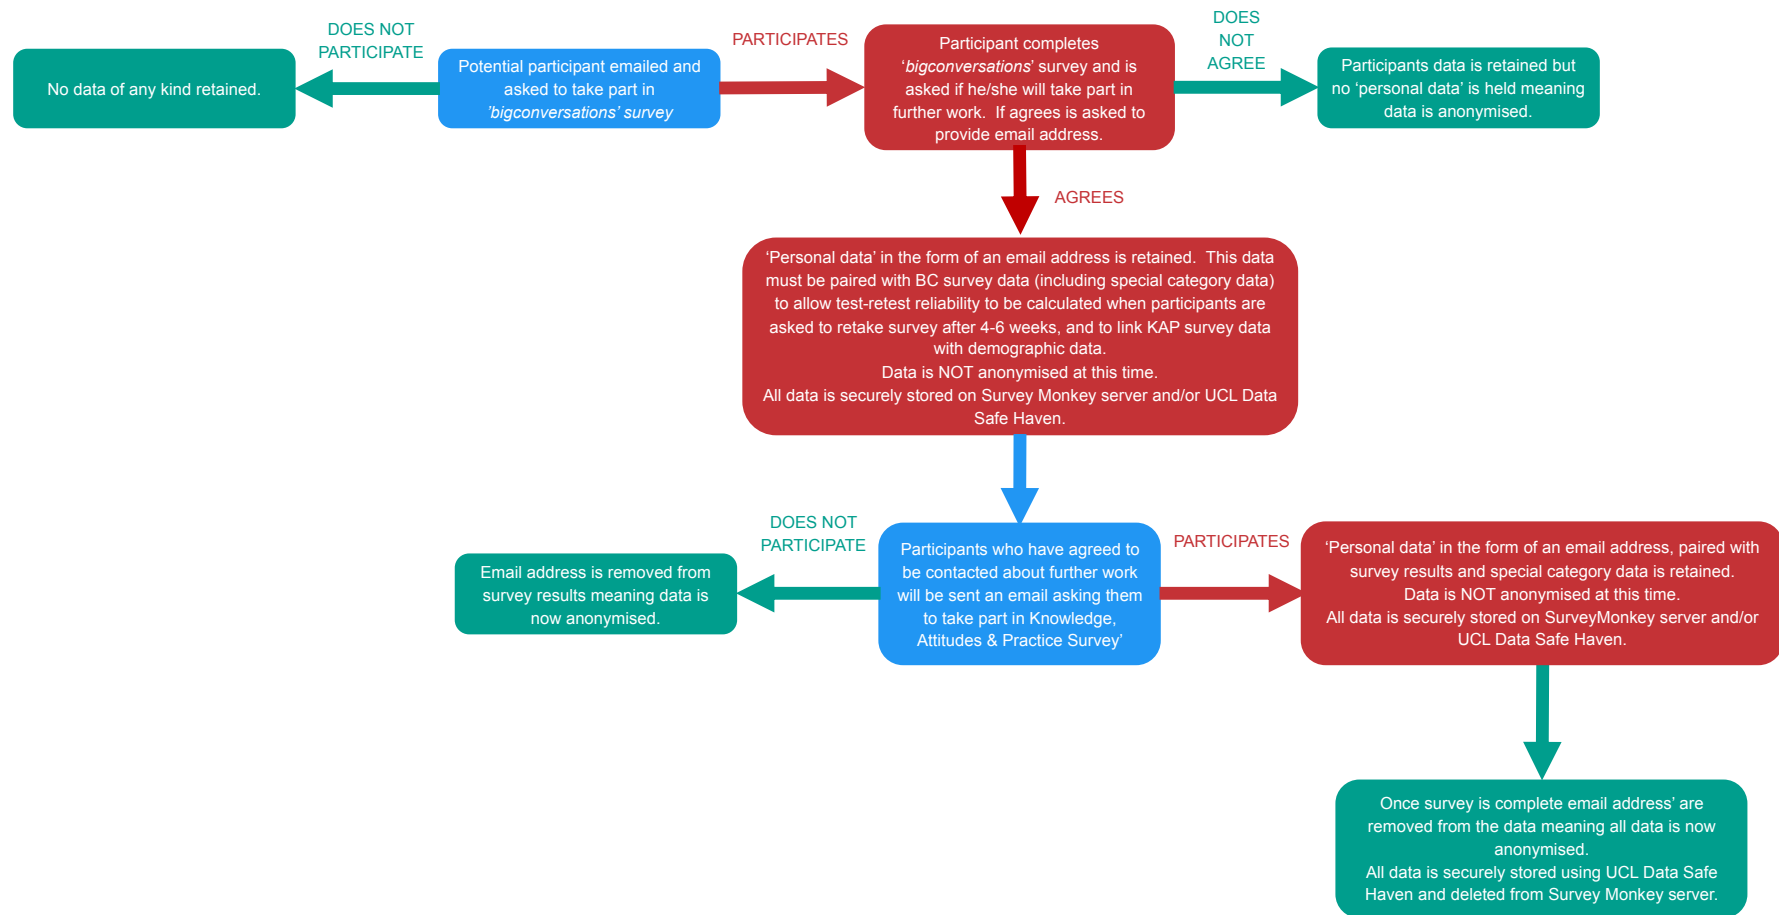 DOES NOT
PARTICIPATE
No data of any kind retained.
Potential participant emailed and
asked to take part in
'bigconversations' survey
PARTICIPATES
Participant completes
‘bigconversations’ survey and is
asked if he/she will take part in
further work.  If agrees is asked to
provide email address.
DOES
NOT
AGREE
Participants data is retained but
no ‘personal data’ is held meaning
data is anonymised.
AGREES
‘Personal data’ in the form of an email address is retained.  This data
must be paired with BC survey data (including special category data)
to allow test-retest reliability to be calculated when participants are
asked to retake survey after 4-6 weeks, and to link KAP survey data
with demographic data.
Data is NOT anonymised at this time.
All data is securely stored on Survey Monkey server and/or UCL Data
Safe Haven.
DOES NOT
PARTICIPATE
Email address is removed from
survey results meaning data is
now anonymised.
Participants who have agreed to
be contacted about further work
will be sent an email asking them
to take part in Knowledge,
Attitudes & Practice Survey’
PARTICIPATES
‘Personal data’ in the form of an email address, paired with
survey results and special category data is retained.
Data is NOT anonymised at this time.
All data is securely stored on SurveyMonkey server and/or
UCL Data Safe Haven.
Once survey is complete email address’ are
removed from the data meaning all data is now
anonymised.
All data is securely stored using UCL Data Safe
Haven and deleted from Survey Monkey server.